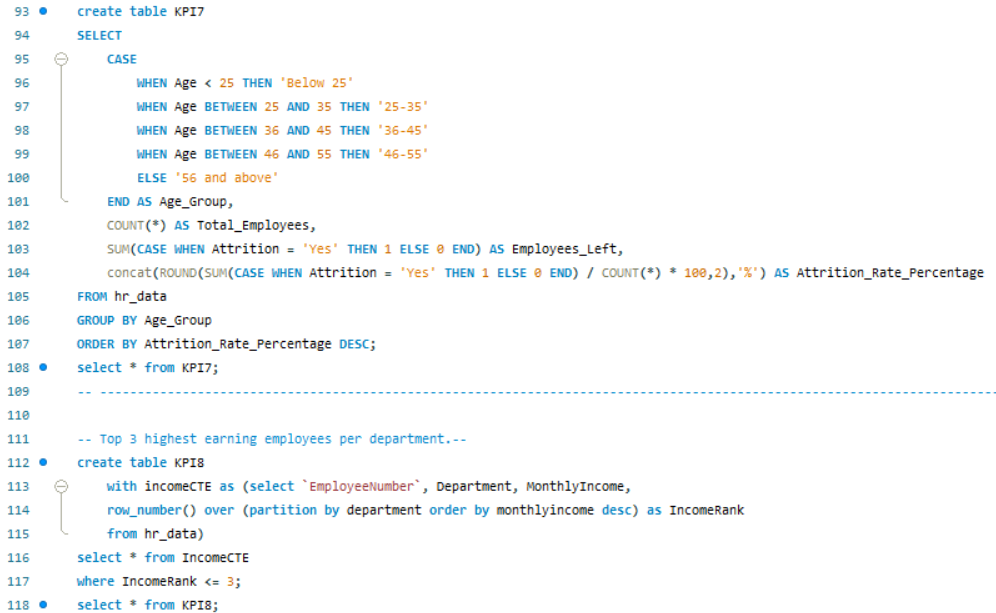 93 create table KPI7
94 SELECT
95 CASE
96 WHEN Age < 25 THEN 'Below 25'
97 WHEN Age BETWEEN 25 AND 35 THEN '25-35'
98 WHEN Age BETWEEN 36 AND 45 THEN '36-45'
99 WHEN Age BETWEEN 46 AND 55 THEN '46-55'
100 ELSE '56 and above'
101 END AS Age_Group,
102 COUNT(*) AS Total_Employees,
103 SUM(CASE WHEN Attrition = 'Yes' THEN 1 ELSE 0 END) AS Employees_Left,
104 concat(ROUND(SUM(CASE WHEN Attrition = 'Yes' THEN 1 ELSE 0 END) / COUNT(*) * 100,2),'%') AS Attrition_Rate_Percentage
105 FROM hr_data
106 GROUP BY Age_Group
107 ORDER BY Attrition_Rate_Percentage DESC;
108 select * from KPI7;
109 -- ------------------------------------------------------------------------------------------------------------------------
110
111 -- Top 3 highest earning employees per department.--
112 create table KPI8
113 with incomeCTE as (select `EmployeeNumber`, Department, MonthlyIncome,
114 row_number() over (partition by department order by monthlyincome desc) as IncomeRank
115 from hr_data)
116 select * from IncomeCTE
117 where IncomeRank <= 3;
118 select * from KPI8;